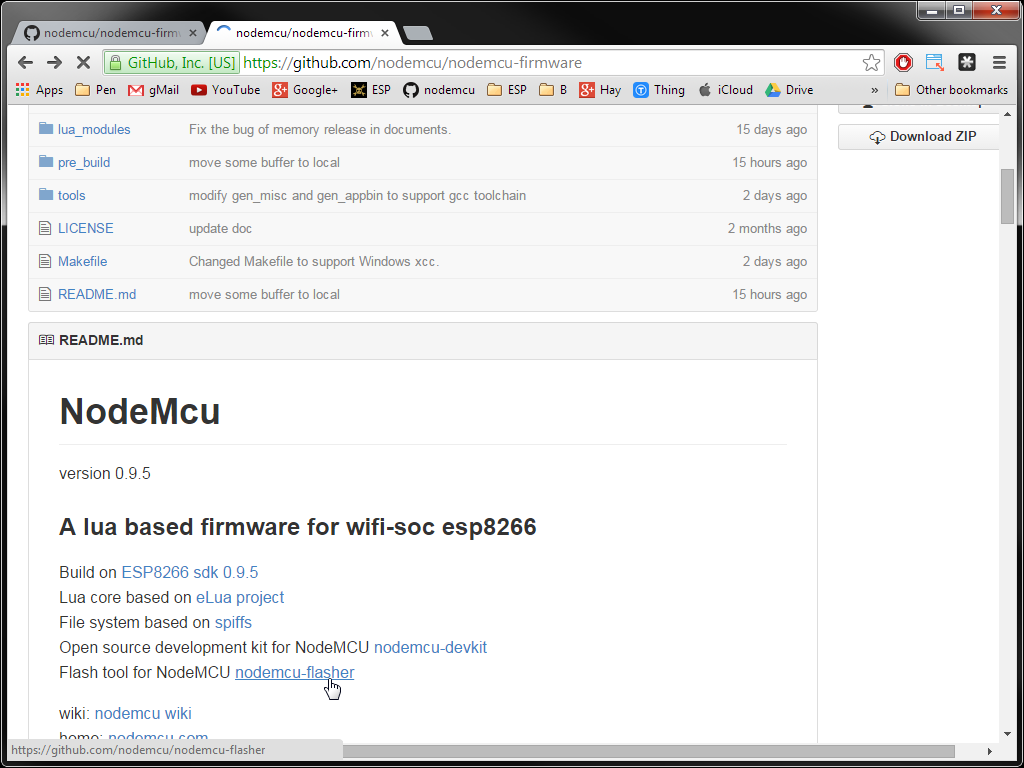 nodemcu/nodemcu-firm
nodemcu/nodemcu-firm
GitHub, Inc. [US] https://github.com/nodemcu/nodemcu-firmware
Apps Pen gMail YouTube Google+ ESP nodemcu ESP B Hay Thing iCloud Drive » Other bookmarks
Download ZIP
lua_modules Fix the bug of memory release in documents. 15 days ago
pre_build move some buffer to local 15 hours ago
tools modify gen_misc and gen_appbin to support gcc toolchain 2 days ago
LICENSE update doc 2 months ago
Makefile Changed Makefile to support Windows xcc. 2 days ago
README.md move some buffer to local 15 hours ago
README.md
NodeMcu
version 0.9.5
A lua based firmware for wifi-soc esp8266
Build on ESP8266 sdk 0.9.5
Lua core based on eLua project
File system based on spiffs
Open source development kit for NodeMCU nodemcu-devkit
Flash tool for NodeMCU nodemcu-flasher
wiki: nodemcu wiki
home: nodemcu.com
https://github.com/nodemcu/nodemcu-flasher